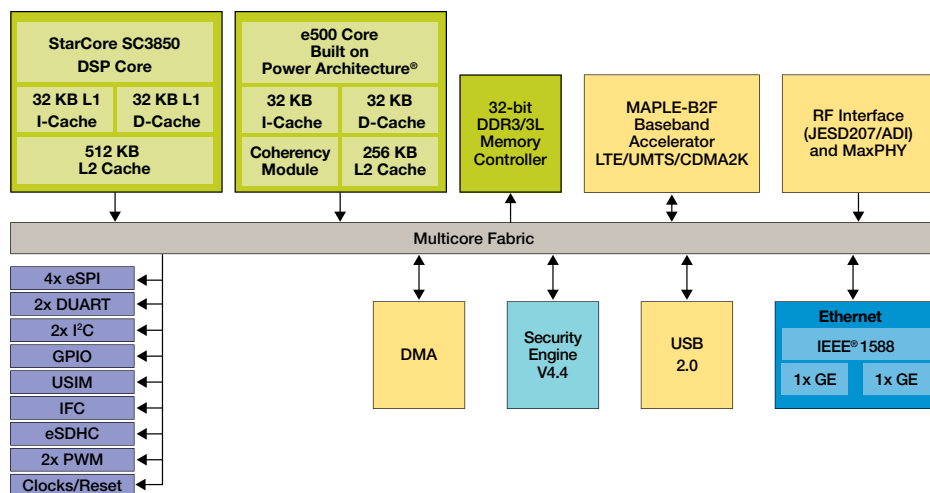 StarCore SC3850
DSP Core
32 KB L1
I-Cache
32 KB L1
D-Cache
512 KB
L2 Cache
e500 Core
Built on
Power Architecture®
32 KB
I-Cache
32 KB
D-Cache
Coherency
Module
256 KB
L2 Cache
32-bit
DDR3/3L
Memory
Controller
MAPLE-B2F
Baseband
Accelerator
LTE/UMTS/CDMA2K
RF Interface
(JESD207/ADI)
and MaxPHY
Multicore Fabric
4x eSPI
2x DUART
2x I²C
GPIO
USIM
IFC
eSDHC
2x PWM
Clocks/Reset
DMA
Security
Engine
V4.4
USB
2.0
Ethernet
IEEE® 1588
1x GE
1x GE